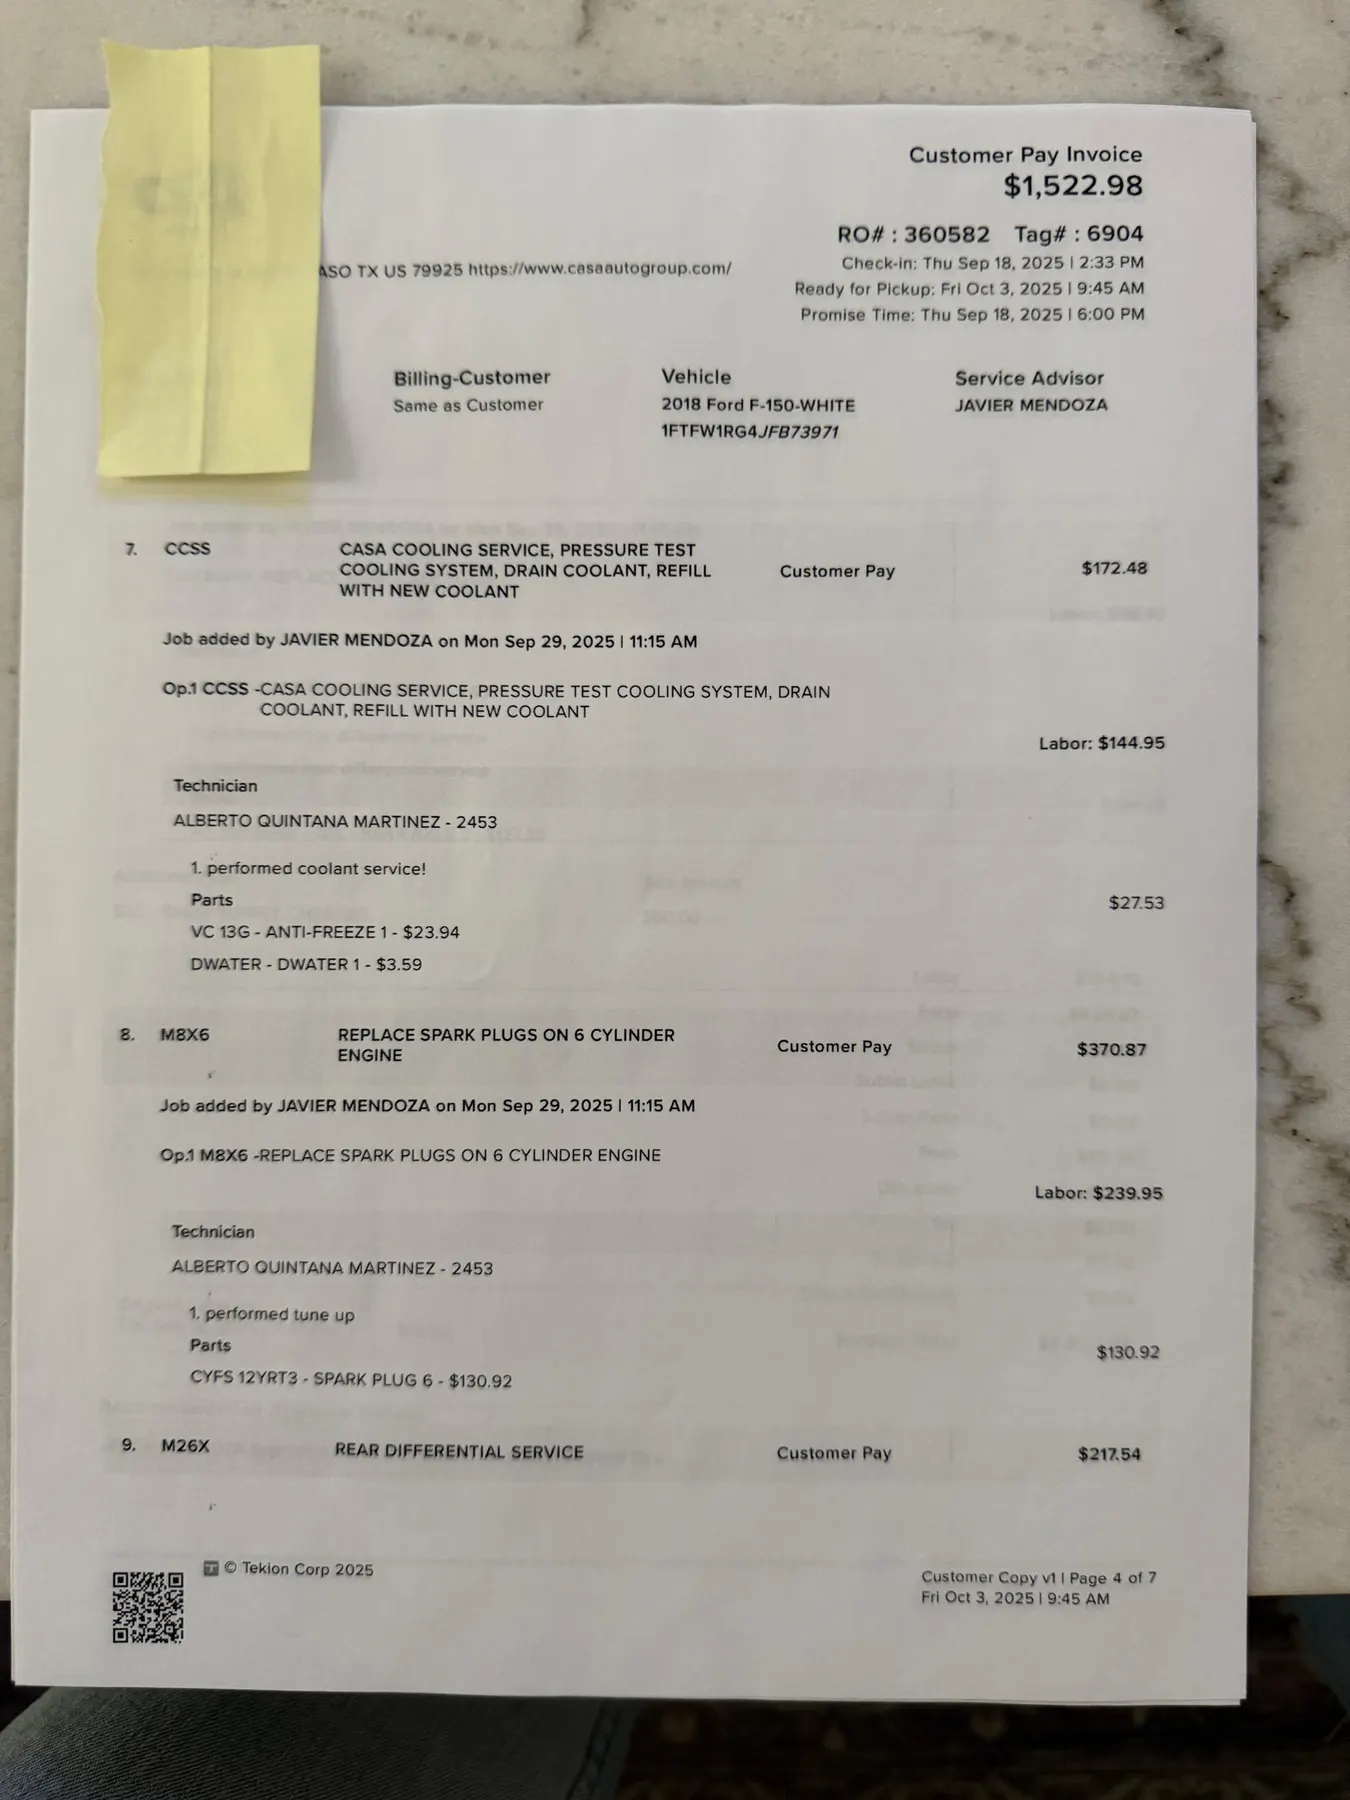 Customer Pay Invoice
$1,522.98
RO# : 360582 Tag# : 6904
ASO TX US 79925 https://www.casaautogroup.com/
Check-in: Thu Sep 18, 2025 | 2:33 PM
Ready for Pickup: Fri Oct 3, 2025 | 9:45 AM
Promise Time: Thu Sep 18, 2025 | 6:00 PM
Billing-Customer Vehicle Service Advisor
Same as Customer 2018 Ford F-150-WHITE JAVIER MENDOZA
1FTFW1RG4JFB73971
7. CCSS CASA COOLING SERVICE, PRESSURE TEST
COOLING SYSTEM, DRAIN COOLANT, REFILL Customer Pay $172.48
WITH NEW COOLANT
Job added by JAVIER MENDOZA on Mon Sep 29, 2025 | 11:15 AM
Op.1 CCSS -CASA COOLING SERVICE, PRESSURE TEST COOLING SYSTEM, DRAIN
COOLANT, REFILL WITH NEW COOLANT
Labor: $144.95
Technician
ALBERTO QUINTANA MARTINEZ - 2453
1. performed coolant service!
Parts $27.53
VC 13G - ANTI-FREEZE 1 - $23.94
DWATER - DWATER 1 - $3.59
8. M8X6 REPLACE SPARK PLUGS ON 6 CYLINDER
ENGINE Customer Pay $370.87
Job added by JAVIER MENDOZA on Mon Sep 29, 2025 | 11:15 AM
Op.1 M8X6 -REPLACE SPARK PLUGS ON 6 CYLINDER ENGINE
Labor: $239.95
Technician
ALBERTO QUINTANA MARTINEZ - 2453
1. performed tune up
Parts $130.92
CYFS 12YRT3 - SPARK PLUG 6 - $130.92
9. M26X REAR DIFFERENTIAL SERVICE Customer Pay $217.54
© Tekion Corp 2025
Customer Copy v1 | Page 4 of 7
Fri Oct 3, 2025 | 9:45 AM